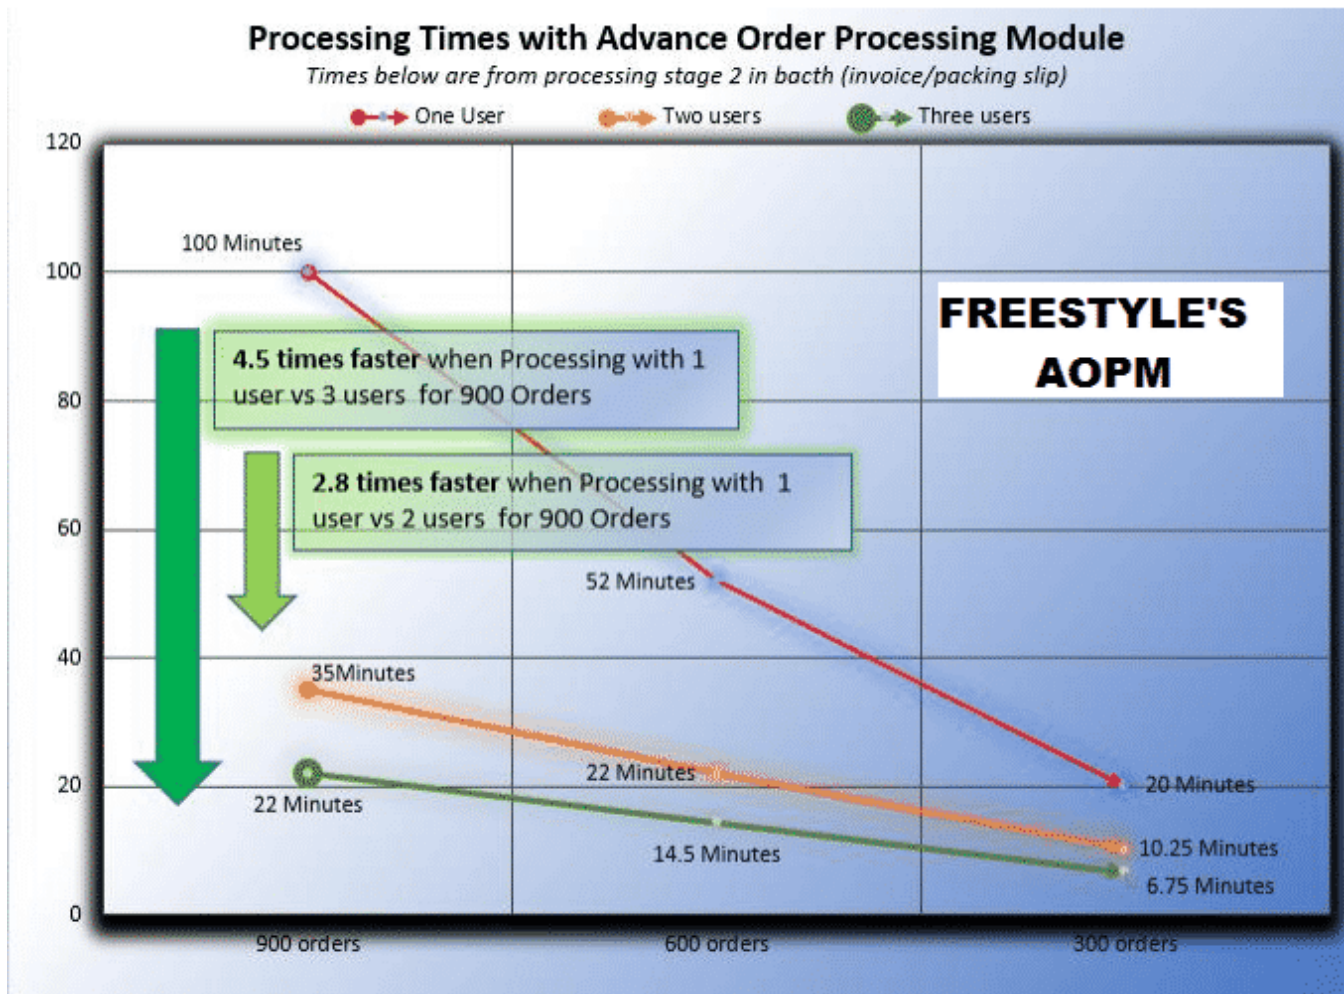 Processing Times with Advance Order Processing Module
Times below are from processing stage 2 in bacth (invoice/packing slip)
One User
Two users
Three users
120
100
80
60
40
20
0
100 Minutes
FREESTYLE'S
AOPM
4.5 times faster when Processing with 1
user vs 3 users for 900 Orders
2.8 times faster when Processing with 1
user vs 2 users for 900 Orders
52 Minutes
35Minutes
22 Minutes
22 Minutes
14.5 Minutes
20 Minutes
10.25 Minutes
6.75 Minutes
900 orders
600 orders
300 orders